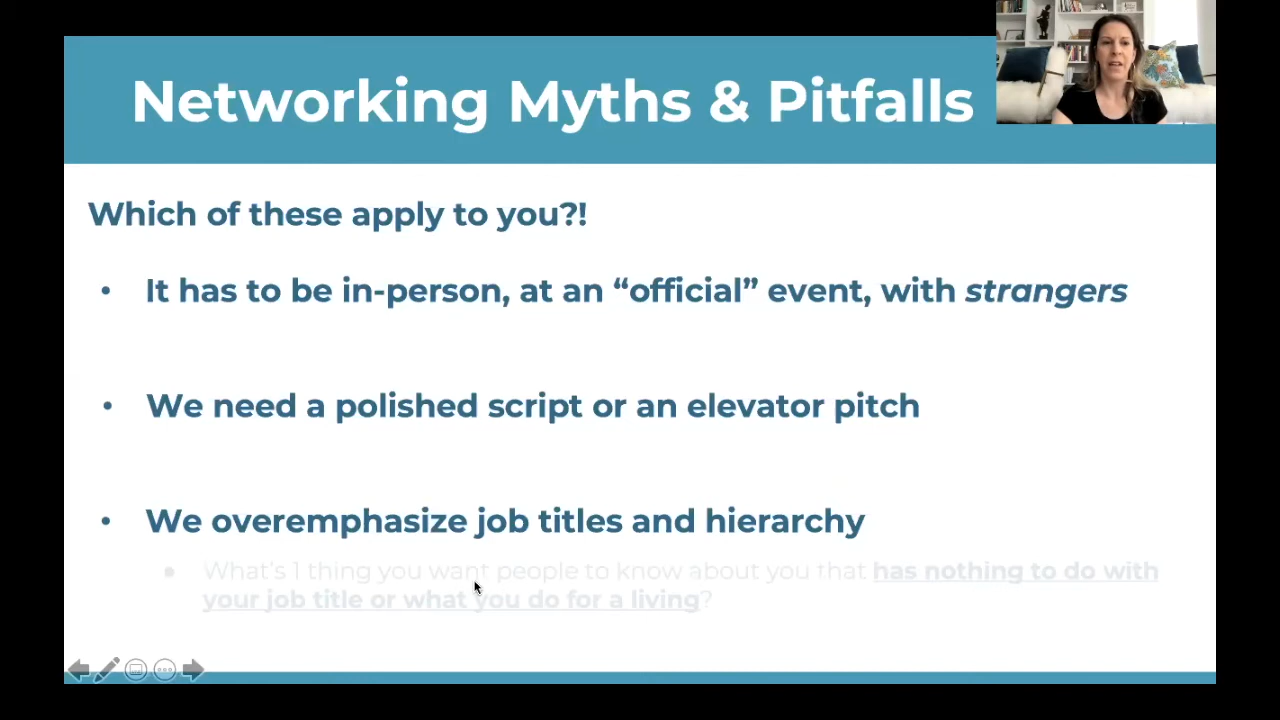 Networking Myths & Pitfalls
Which of these apply to you?!
• It has to be in-person, at an “official” event, with strangers
• We need a polished script or an elevator pitch
• We overemphasize job titles and hierarchy
• What's 1 thing you want people to know about you that has nothing to do with
your job title or what you do for a living?